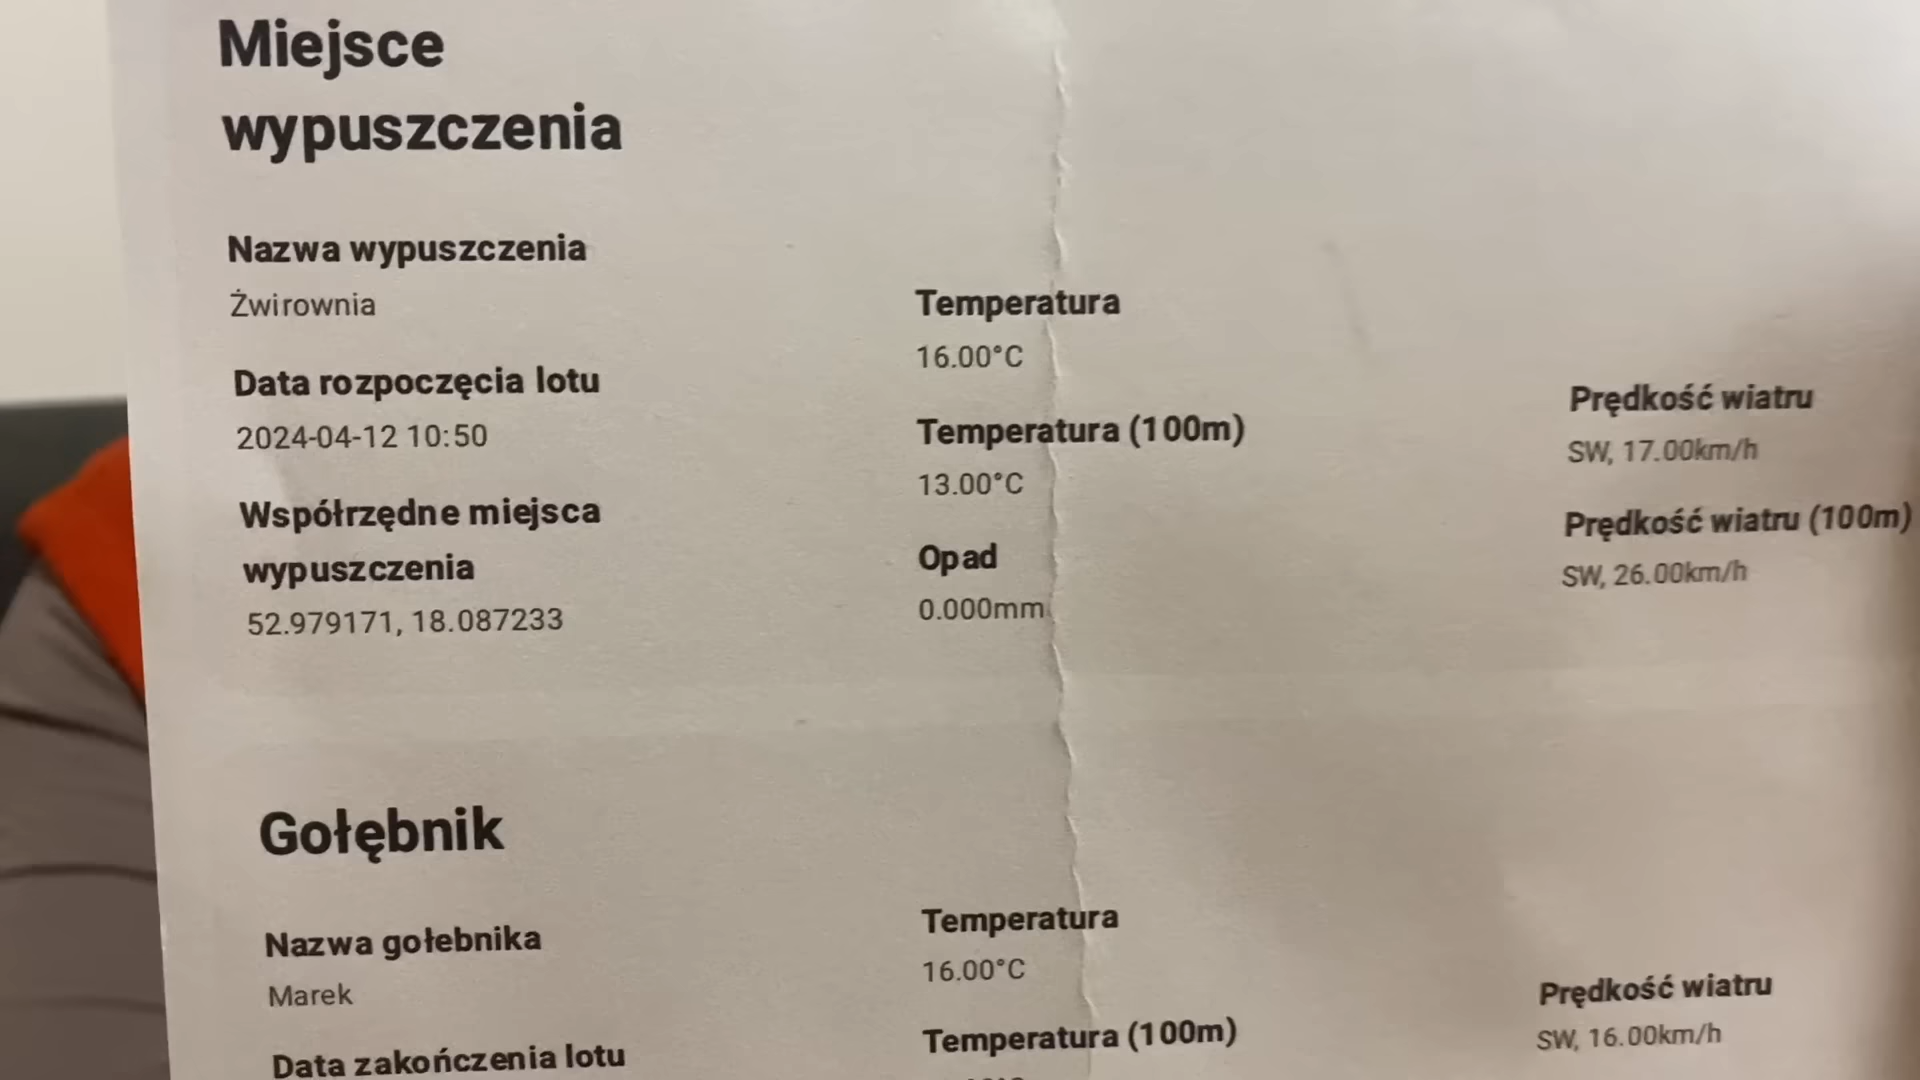 Miejsce
wypuszczenia
Nazwa wypuszczenia
Żwirownia
Data rozpoczęcia lotu
2024-04-12 10:50
Współrzędne miejsca
wypuszczenia
52.979171, 18.087233
Temperatura
16.00°C
Temperatura (100m)
13.00°C
Opad
0.000mm
Prędkość wiatru
SW, 17.00km/h
Prędkość wiatru (100m)
SW, 26.00km/h
Gołębnik
Nazwa gołebnika
Marek
Data zakończenia lotu
Temperatura
16.00°C
Temperatura (100m)
Prędkość wiatru
SW, 16.00km/h